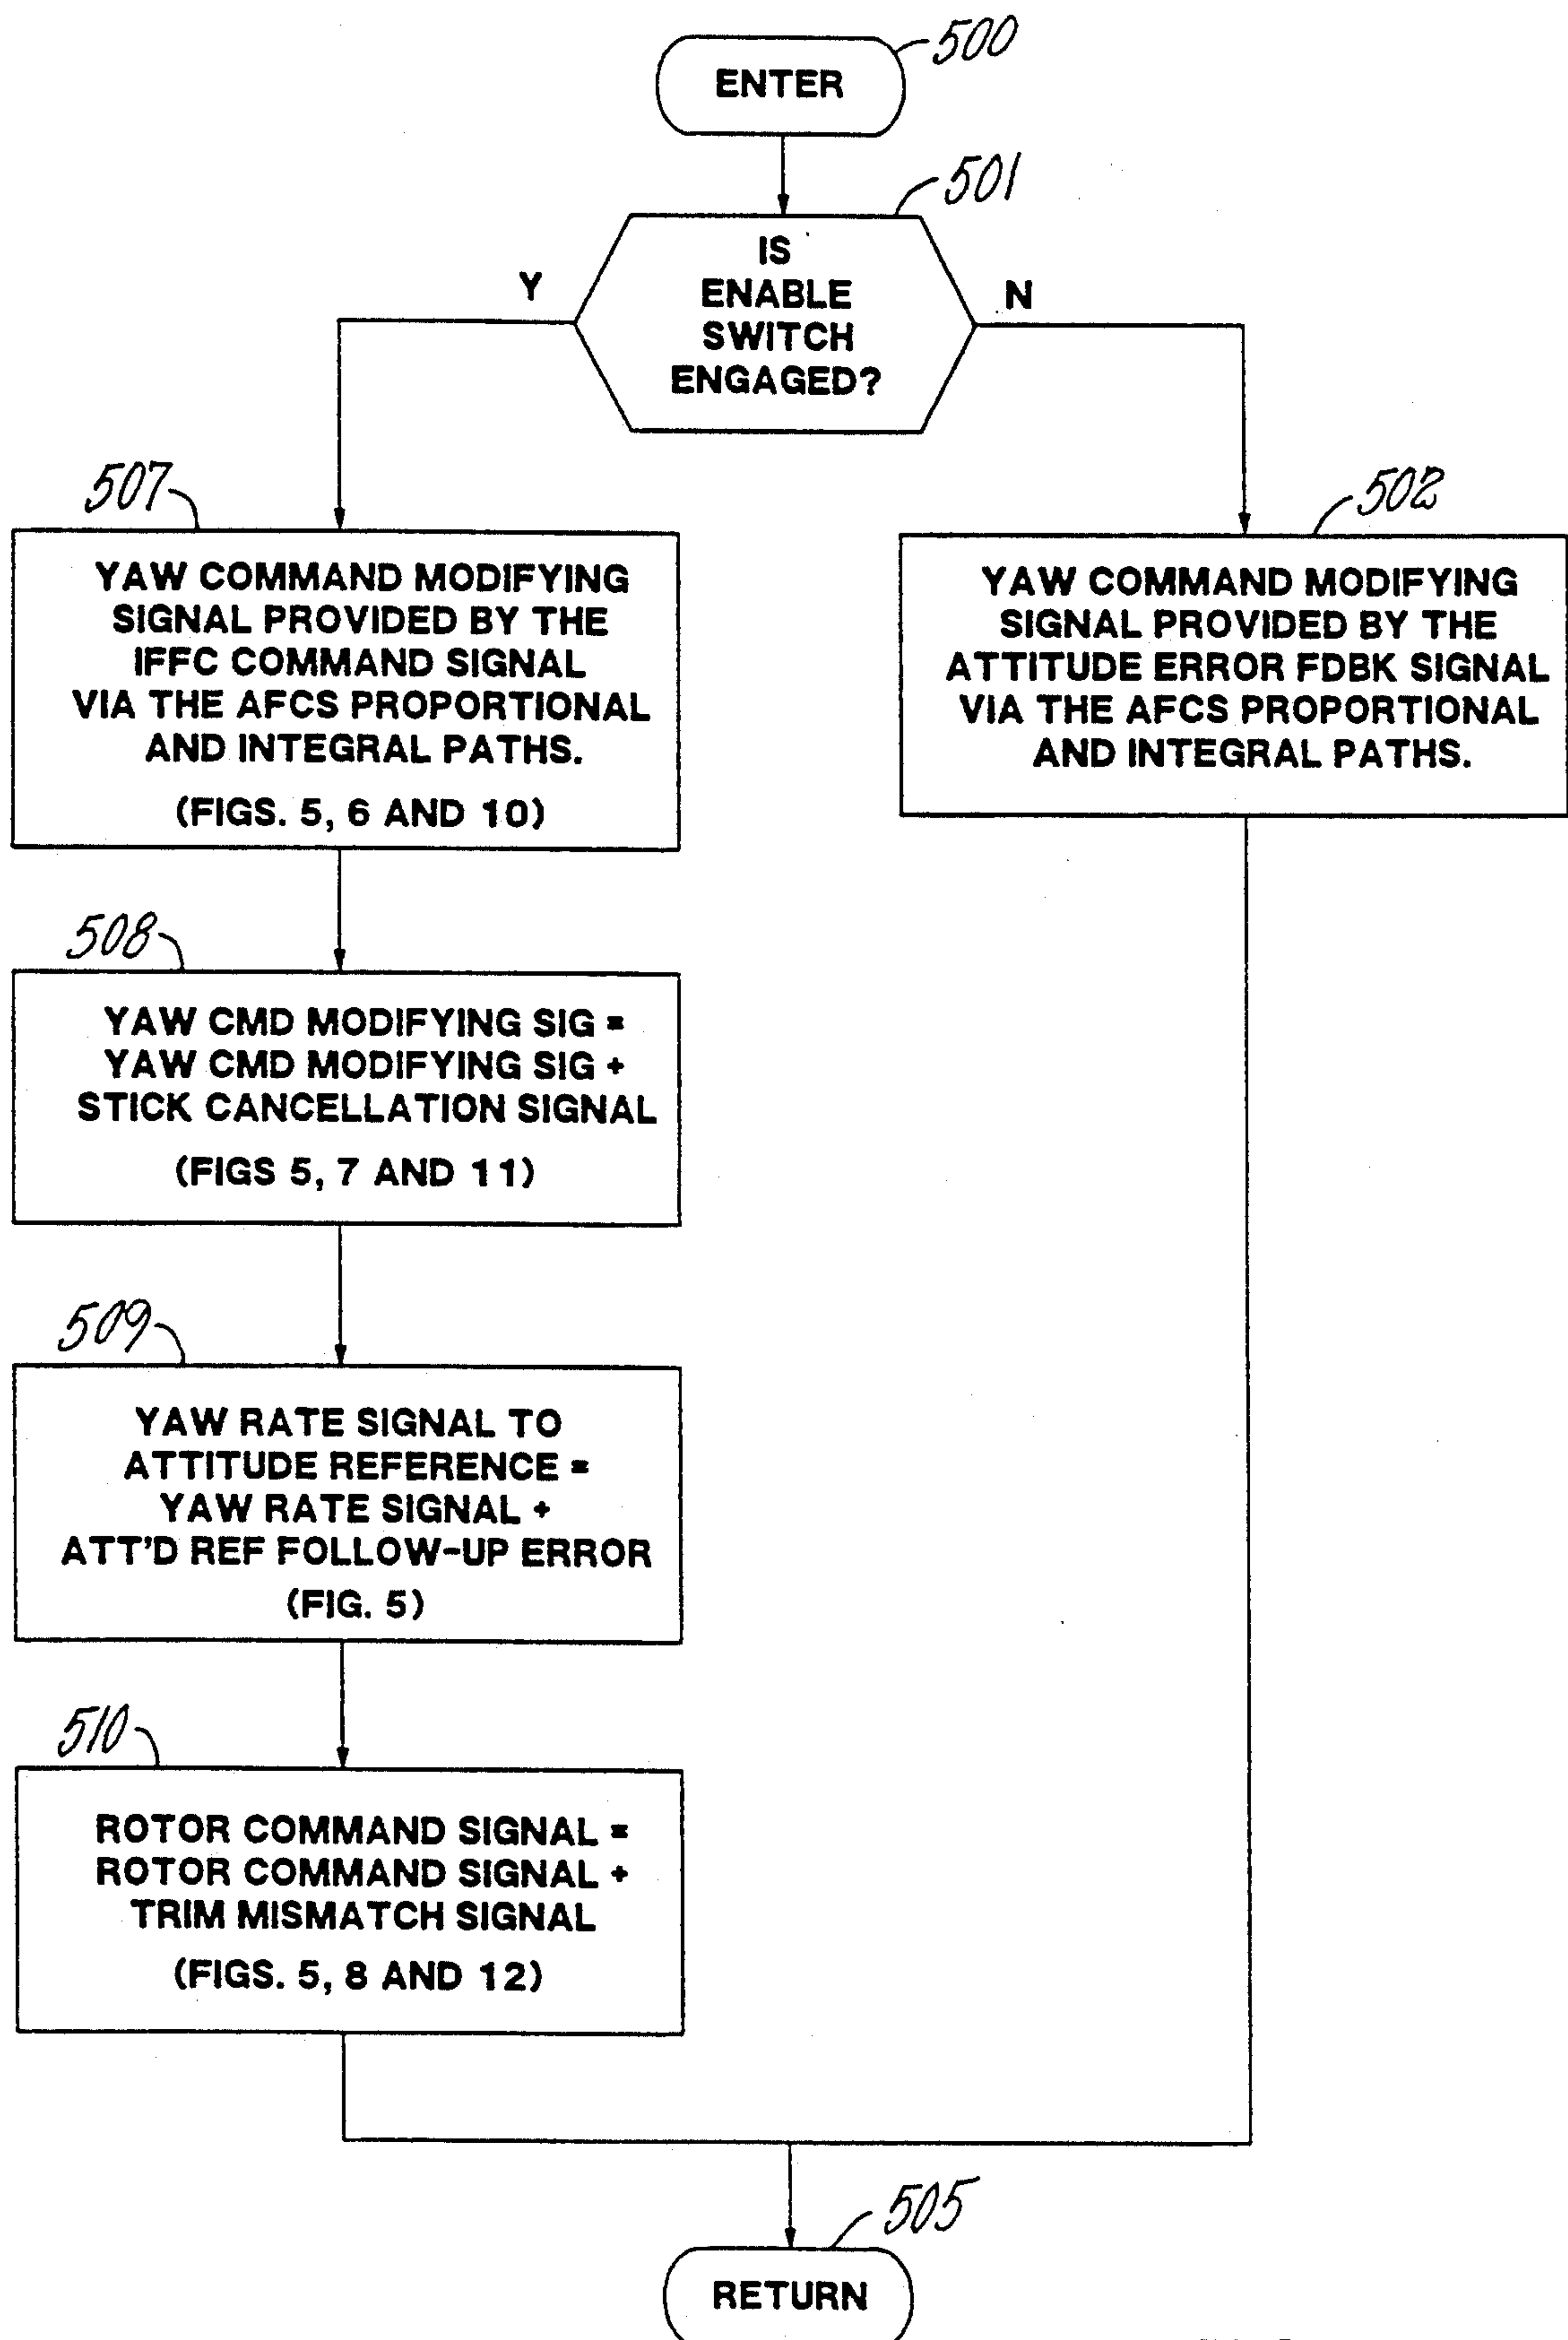 500
ENTER
501
IS
ENABLE
SWITCH
ENGAGED?
Y
N
507
YAW COMMAND MODIFYING
SIGNAL PROVIDED BY THE
IFFC COMMAND SIGNAL
VIA THE AFCS PROPORTIONAL
AND INTEGRAL PATHS.
(FIGS. 5, 6 AND 10)
502
YAW COMMAND MODIFYING
SIGNAL PROVIDED BY THE
ATTITUDE ERROR FDBK SIGNAL
VIA THE AFCS PROPORTIONAL
AND INTEGRAL PATHS.
508
YAW CMD MODIFYING SIG =
YAW CMD MODIFYING SIG +
STICK CANCELLATION SIGNAL
(FIGS 5, 7 AND 11)
509
YAW RATE SIGNAL TO
ATTITUDE REFERENCE =
YAW RATE SIGNAL +
ATT'D REF FOLLOW-UP ERROR
(FIG. 5)
510
ROTOR COMMAND SIGNAL =
ROTOR COMMAND SIGNAL +
TRIM MISMATCH SIGNAL
(FIGS. 5, 8 AND 12)
505
RETURN